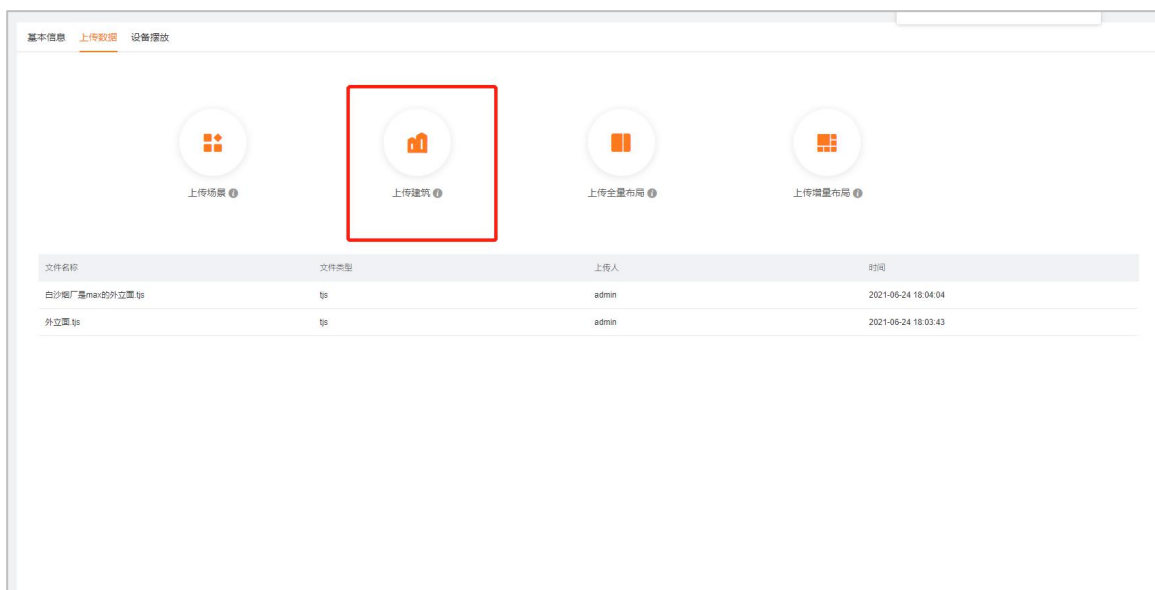 基本信息 上传数据 设备摆放
上传场景 上传建筑 上传全量布局 上传增量布局
文件名称 文件类型 上传人 时间
白沙烟厂是max的外立面.tjs tjs admin 2021-06-24 18:04:04
外立面.tjs tjs admin 2021-06-24 18:03:43